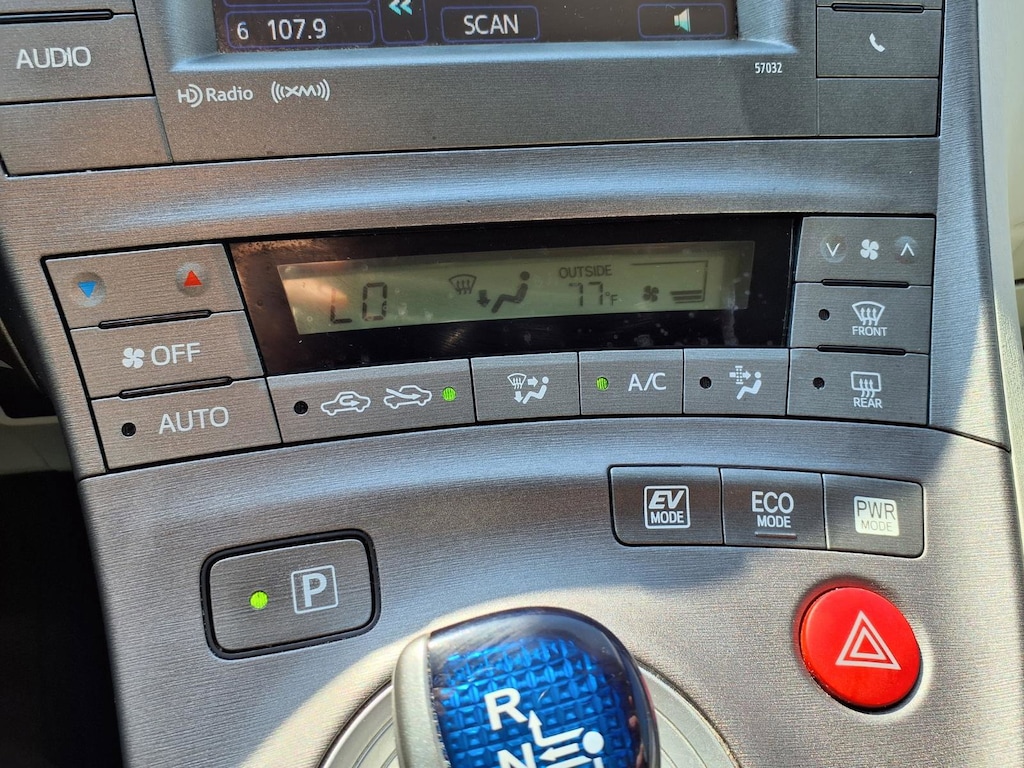 6 107.9
SCAN
AUDIO
57032
HD Radio
((XM))
LO
OUTSIDE
77°F
FRONT
OFF
AUTO
A/C
REAR
EV
MODE
ECO
MODE
PWR
MODE
P
R
N